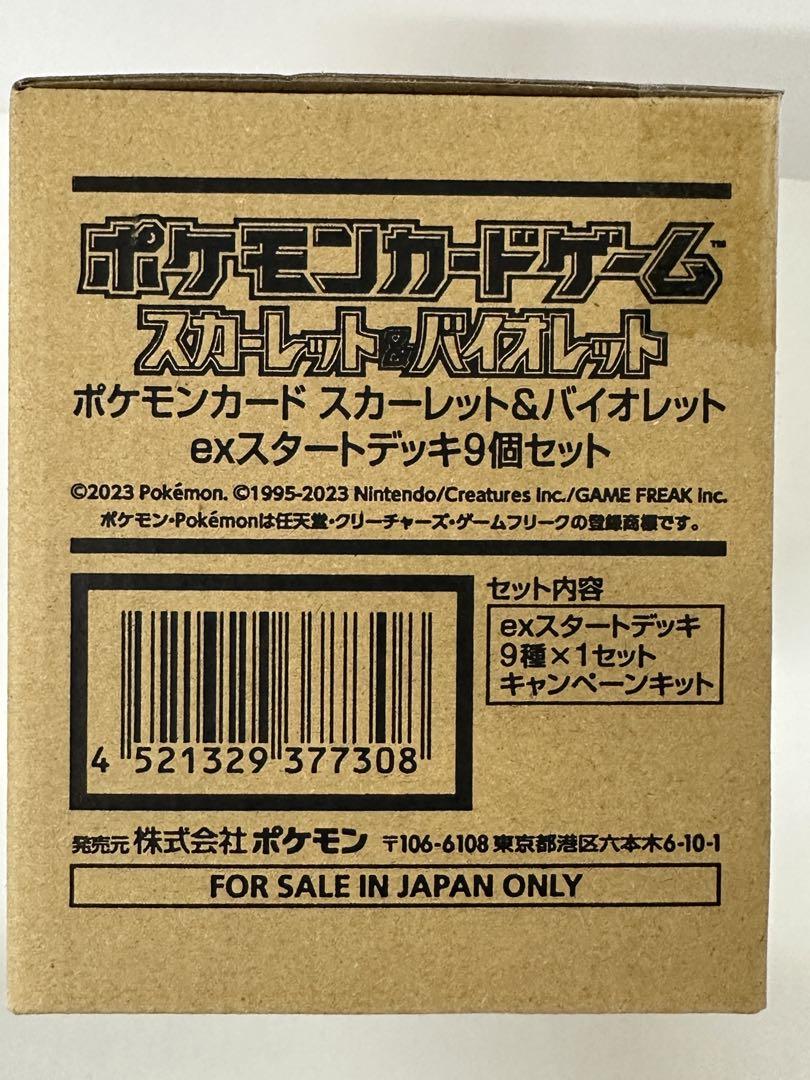 ポケモンカードゲーム™
スカーレット&バイオレット
ポケモンカード スカーレット&バイオレット
exスタートデッキ9個セット
©2023 Pokémon. ©1995-2023 Nintendo/Creatures Inc./GAME FREAK inc.
ポケモン・Pokémonは任天堂・クリーチャーズ・ゲームフリークの登録商標です。
セット内容
exスタートデッキ
9種×1セット
キャンペーンキット
4 521329 377308
発売元 株式会社 ポケモン 〒106-6108 東京都港区六本木6-10-1
FOR SALE IN JAPAN ONLY